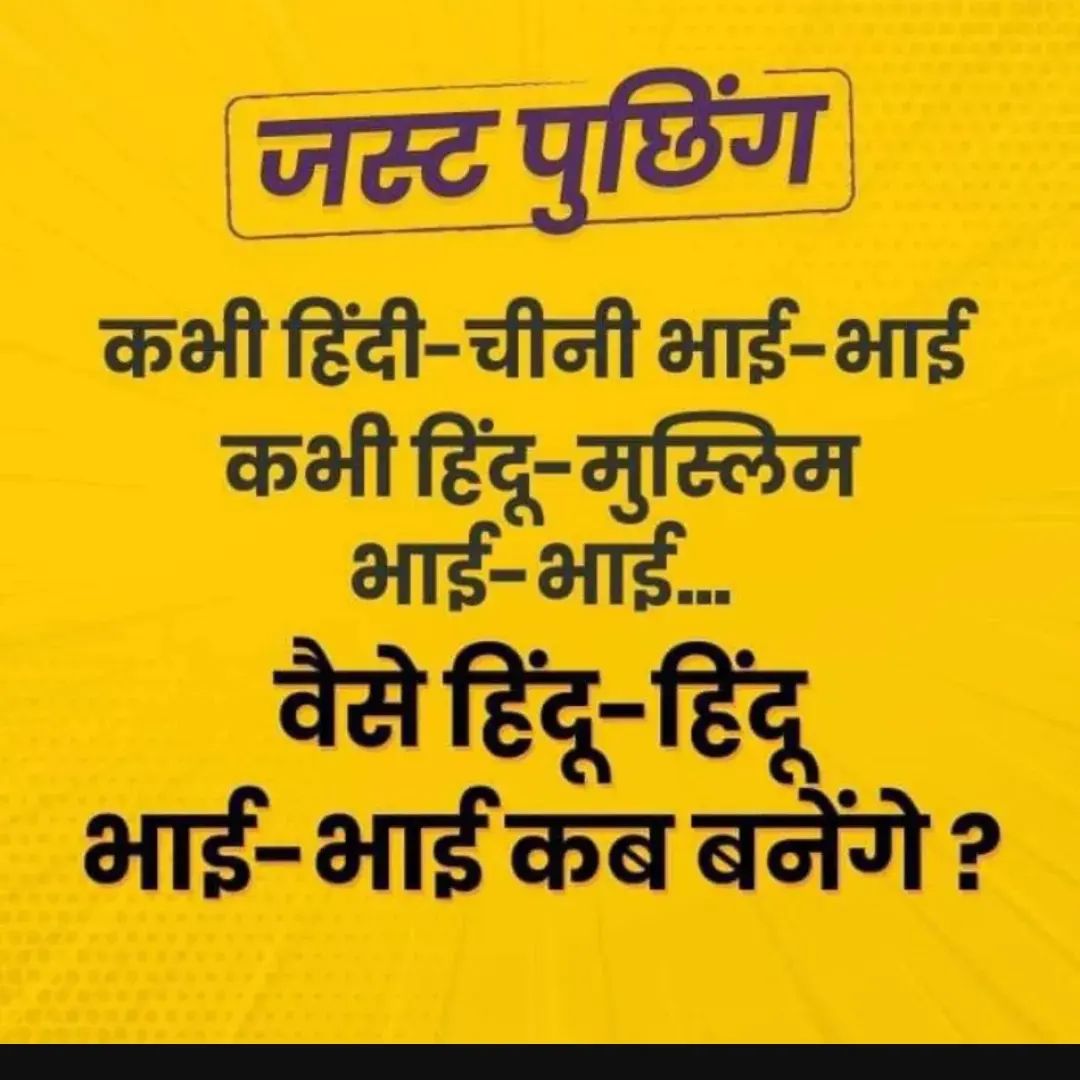 जस्ट पुछिंग
कभी हिंदी-चीनी भाई-भाई
कभी हिंदू-मुस्लिम
भाई-भाई...
वैसे हिंदू-हिंदू
भाई-भाई कब बनेंगे ?